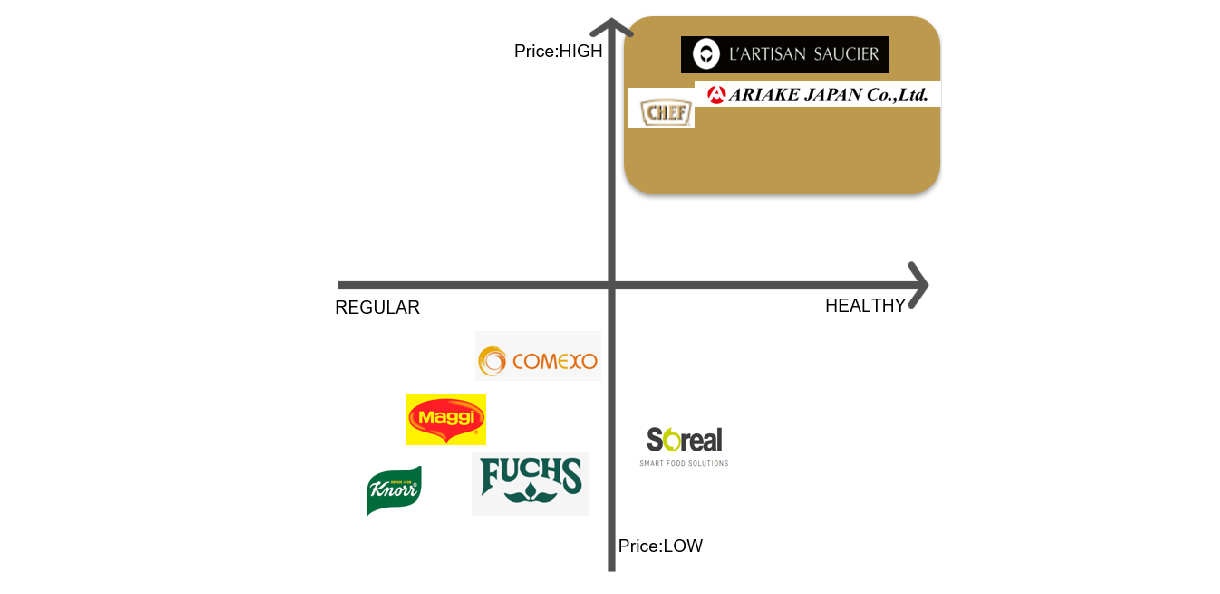 Price:HIGH
L'ARTISAN SAUCIER
ARIAKE JAPAN Co.,Ltd.
CHEF
REGULAR
HEALTHY
COMEXO
Maggi
Soreal
SMART FOOD SOLUTIONS
FUCHS
Knorr
Price:LOW